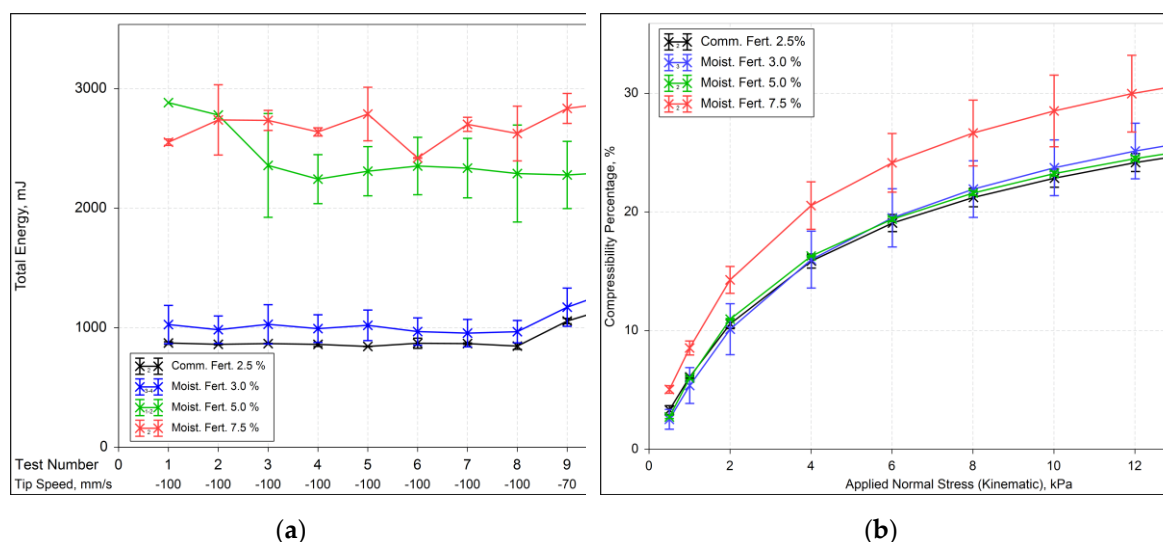 3000
2000
1000
0
Total Energy, mJ
Comm. Fert. 2.5 %
Moist. Fert. 3.0 %
Moist. Fert. 5.0 %
Moist. Fert. 7.5 %
Test Number 0 1 2 3 4 5 6 7 8 9
Tip Speed, mm/s -100 -100 -100 -100 -100 -100 -100 -100 -70
(a)
Comm. Fert. 2.5%
Moist. Fert. 3.0 %
Moist. Fert. 5.0 %
Moist. Fert. 7.5 %
30
20
10
0
Compressibility Percentage, %
0 2 4 6 8 10 12
Applied Normal Stress (Kinematic), kPa
(b)